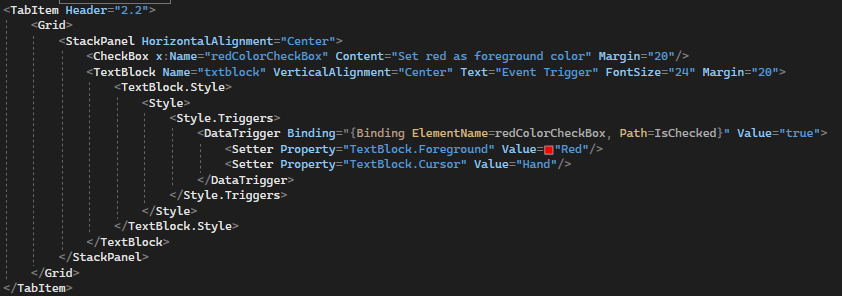 <TabItem Header="2.2">
<Grid>
<StackPanel HorizontalAlignment="Center">
<CheckBox x:Name="redColorCheckBox" Content="Set red as foreground color" Margin="20"/>
<TextBlock Name="txtblock" VerticalAlignment="Center" Text="Event Trigger" FontSize="24" Margin="20">
<TextBlock.Style>
<Style>
<Style.Triggers>
<DataTrigger Binding="{Binding ElementName=redColorCheckBox, Path=IsChecked}" Value="true">
<Setter Property="TextBlock.Foreground" Value="Red"/>
<Setter Property="TextBlock.Cursor" Value="Hand"/>
</DataTrigger>
</Style.Triggers>
</Style>
</TextBlock.Style>
</TextBlock>
</StackPanel>
</Grid>
</TabItem>